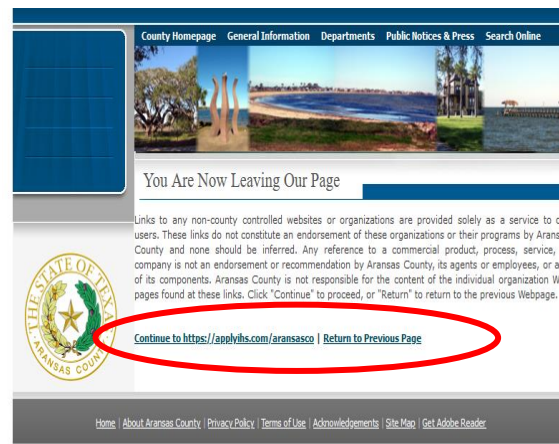 County Homepage General Information Departments Public Notices & Press Search Online
You Are Now Leaving Our Page
Links to any non-county controlled websites or organizations are provided solely as a service to
users. These links do not constitute an endorsement of these organizations or their programs by
County and none should be inferred. Any reference to a commercial product, process, service,
company is not an endorsement or recommendation by Aransas County, its agents or employees, or
of its components. Aransas County is not responsible for the content of the individual organization
pages found at these links. Click "Continue" to proceed, or "Return" to return to the previous Webpage.
THE STATE OF TEXAS
ARANSAS COUNTY
Continue to https://applyihs.com/aransasco | Return to Previous Page
Home | About Aransas County | Privacy Policy | Terms of Use | Acknowledgements | Site Map | Get Adobe Reader